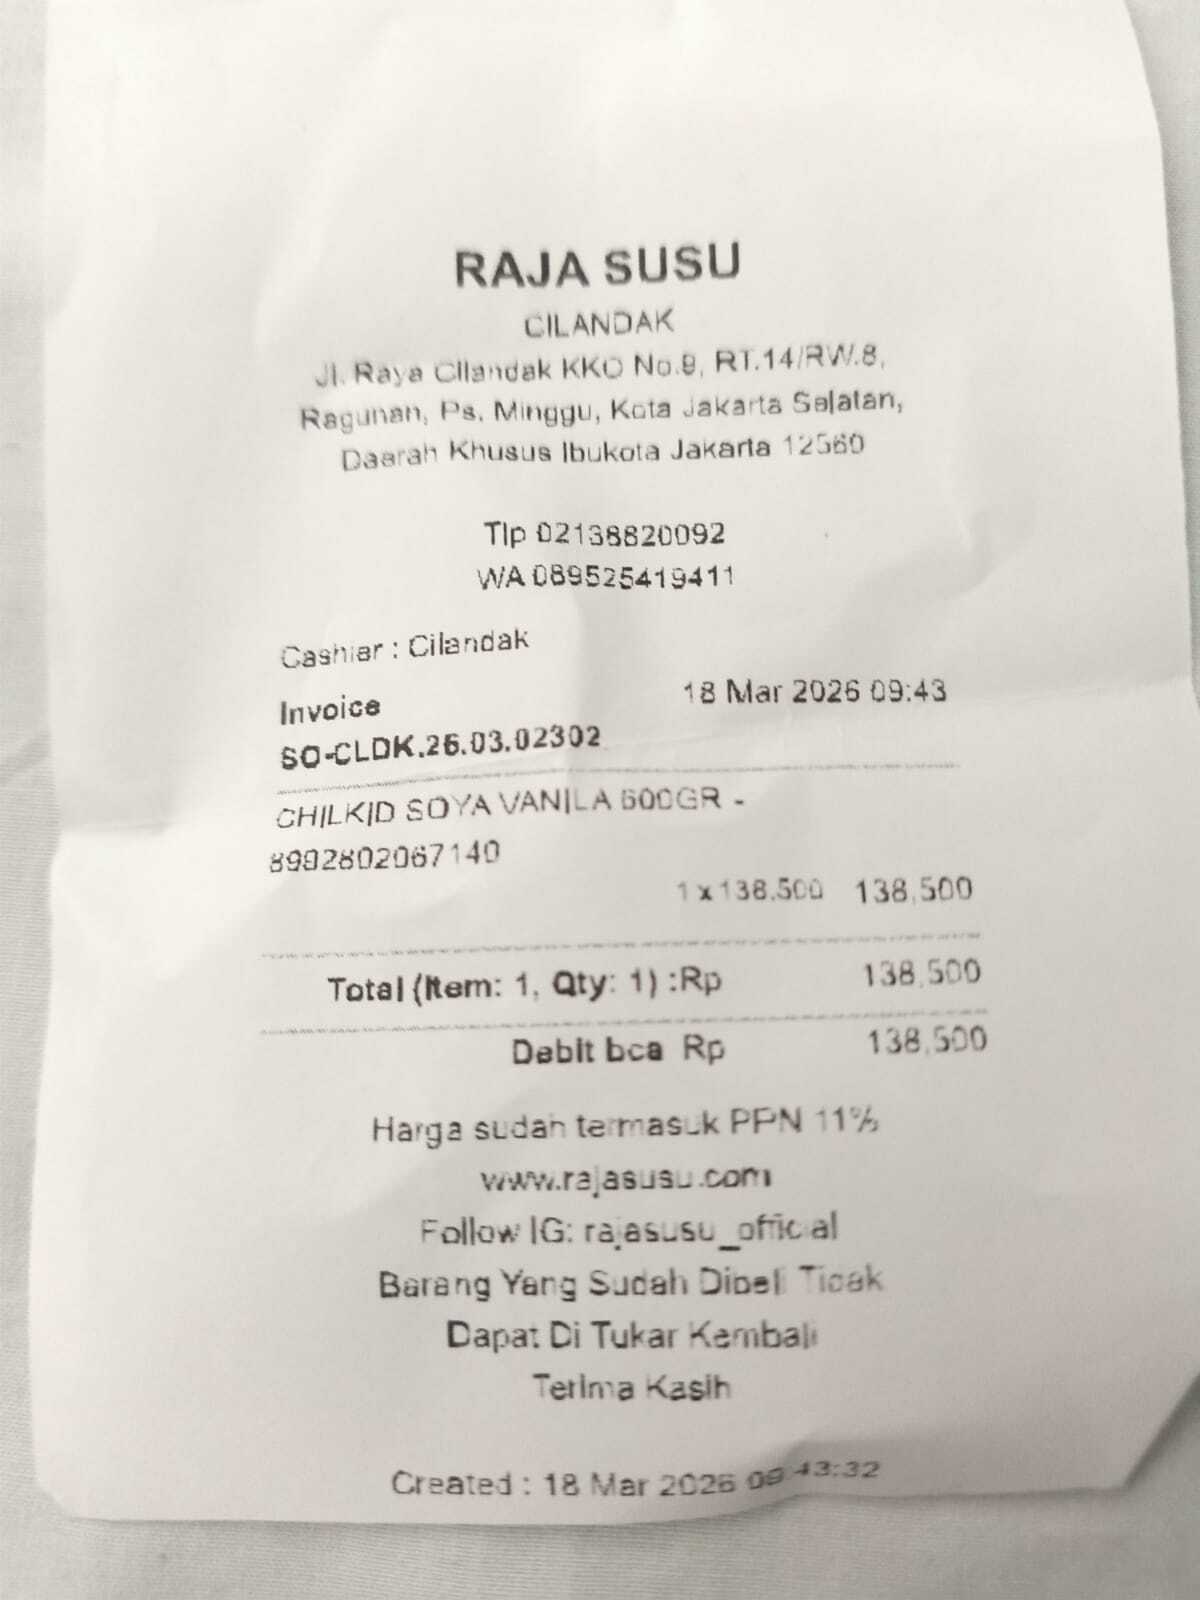 RAJA SUSU
CILANDAK
Jl. Raya Cilandak KKO No.9, RT.14/RW.8,
Ragunan, Ps. Minggu, Kota Jakarta Selatan,
Daerah Khusus Ibukota Jakarta 12560
Tlp 02138820092
WA 089525419411
Cashier : Cilandak
Invoice 18 Mar 2026 09:43
SO-CLDK.26.03.02302
CHILKID SOYA VANILA 600GR -
8992802067140
1 x 138,500 138,500
Total (Item: 1, Qty: 1) :Rp 138,500
Debit bca Rp 138,500
Harga sudah termasuk PPN 11%
www.rajasusu.com
Follow IG: rajasusu_official
Barang Yang Sudah Dibeli Tidak
Dapat Di Tukar Kembali
Terima Kasih
Created : 18 Mar 2026 09:43:32